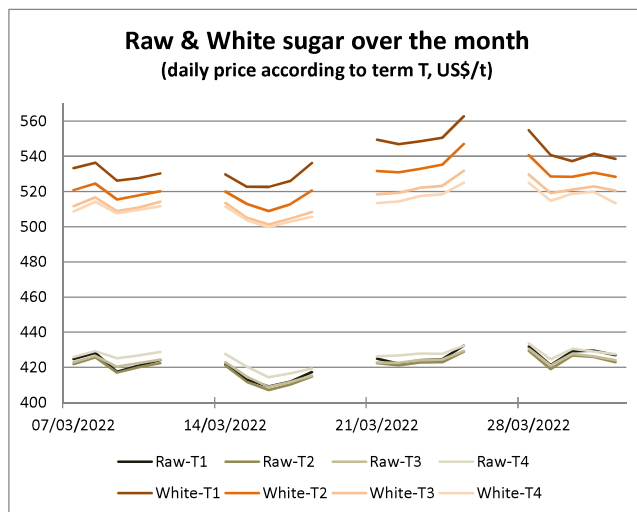 Raw & White sugar over the month
(daily price according to term T, US$/t)
560
540
520
500
480
460
440
420
400
07/03/2022 14/03/2022 21/03/2022 28/03/2022
Raw-T1 Raw-T2 Raw-T3 Raw-T4
White-T1 White-T2 White-T3 White-T4